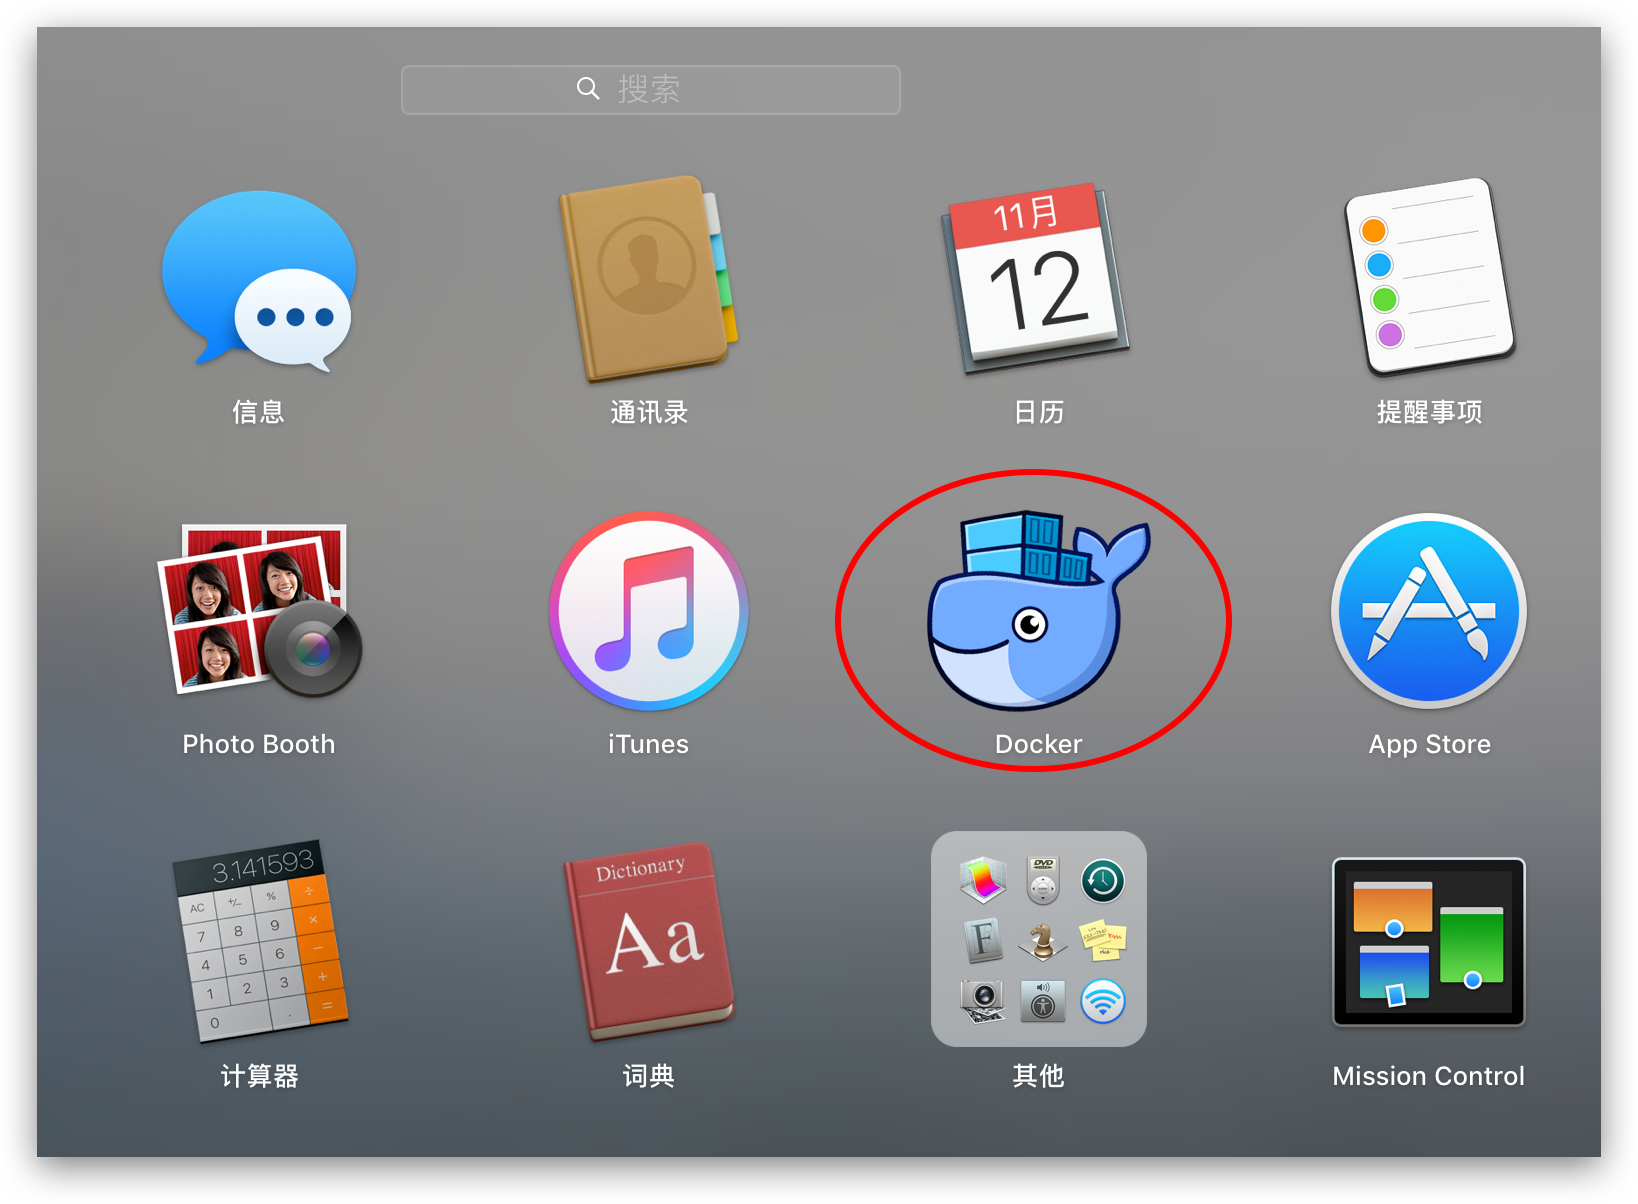 搜索
11月
12
信息
通讯录
日历
提醒事项
Photo Booth
iTunes
Docker
App Store
3.141593
AC +/- % ÷
7 8 9 ×
4 5 6 −
1 2 3 +
0 . =
Dictionary
Aa
DVD
F
计算器
词典
其他
Mission Control